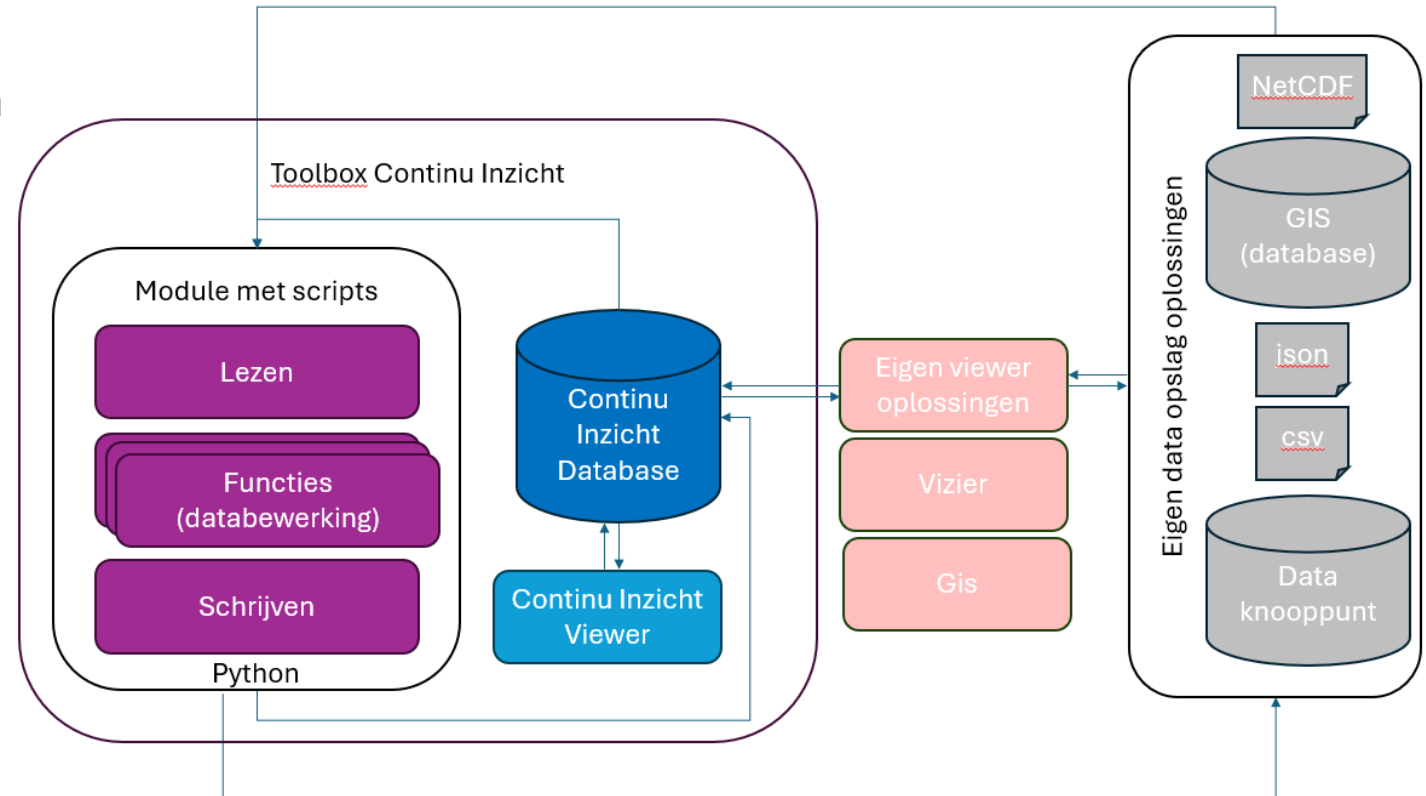 Toolbox Continu Inzicht
Module met scripts
Lezen
Functies
(databewerking)
Schrijven
Python
Continu
Inzicht
Database
Continu Inzicht
Viewer
Eigen viewer
oplossingen
Vizier
Gis
Eigen data opslag oplossingen
NetCDF
GIS
(database)
json
csv
Data
knooppunt